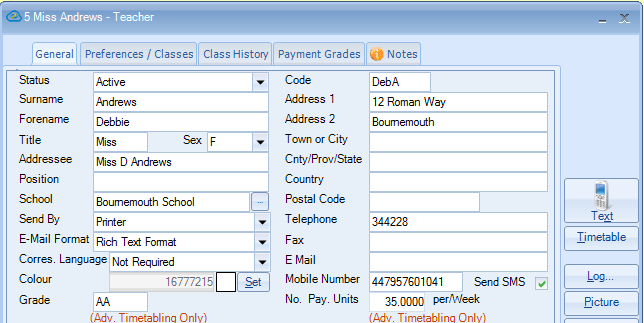 5 Miss Andrews - Teacher
General Preferences / Classes Class History Payment Grades Notes
Status Active Code DebA
Surname Andrews Address 1 12 Roman Way
Forename Debbie Address 2 Bournemouth
Title Miss Sex F Town or City
Addressee Miss D Andrews Cnty/Prov/State
Position Country
School Bournemouth School ... Postal Code
Send By Printer Telephone 344228
E-Mail Format Rich Text Format Fax
Corres. Language Not Required E Mail
Colour 16777215 Set Mobile Number 447957601041 Send SMS
Grade AA No. Pay. Units 35.0000 per/Week
(Adv. Timetabling Only) (Adv. Timetabling Only)
Text
Timetable
Log...
Picture